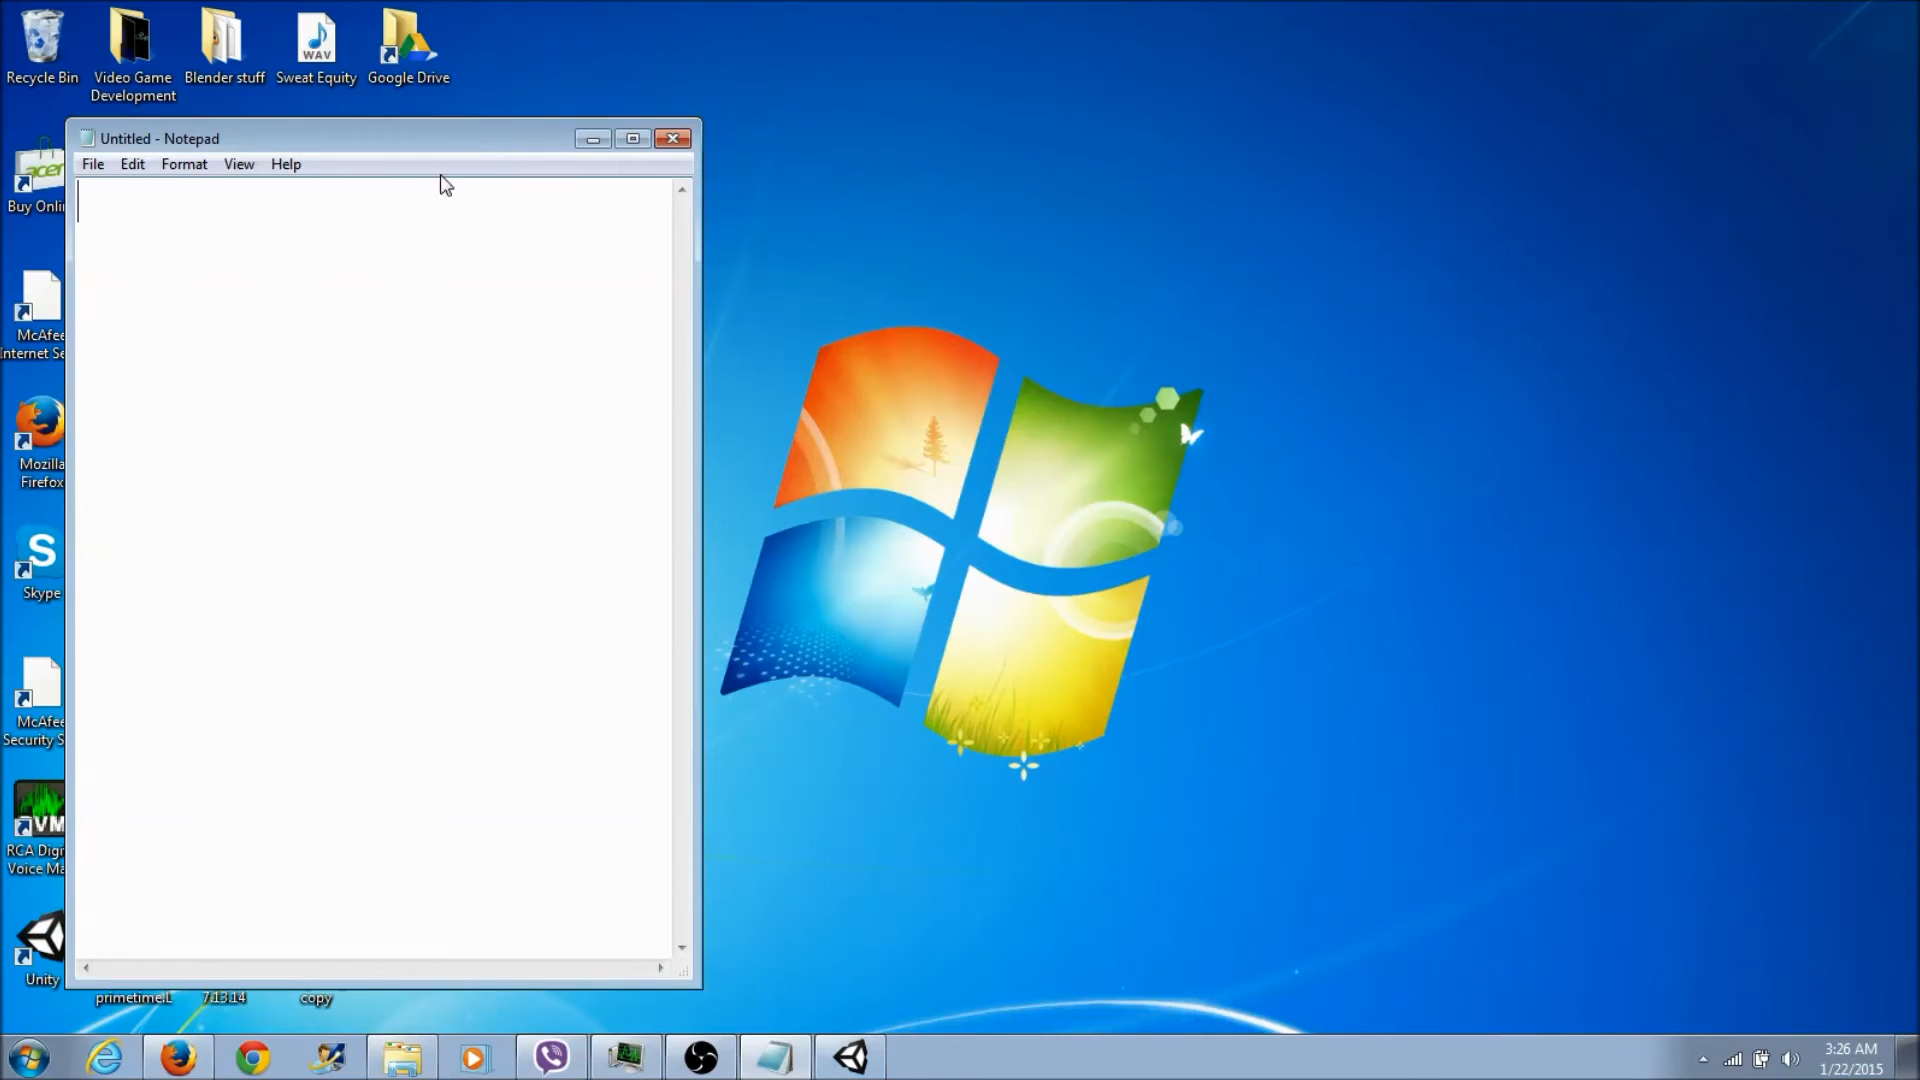 Recycle Bin
Video Game
Development
Blender stuff
WAV
Sweat Equity
Google Drive
Untitled - Notepad
File Edit Format View Help
acer
Buy Onli
McAfee
Internet Se
Mozilla
Firefox
S
Skype
McAfee
Security S
VM
RCA Digi
Voice Ma
Unity
primetime.L
7.13.14
copy
3:26 AM
1/22/2015